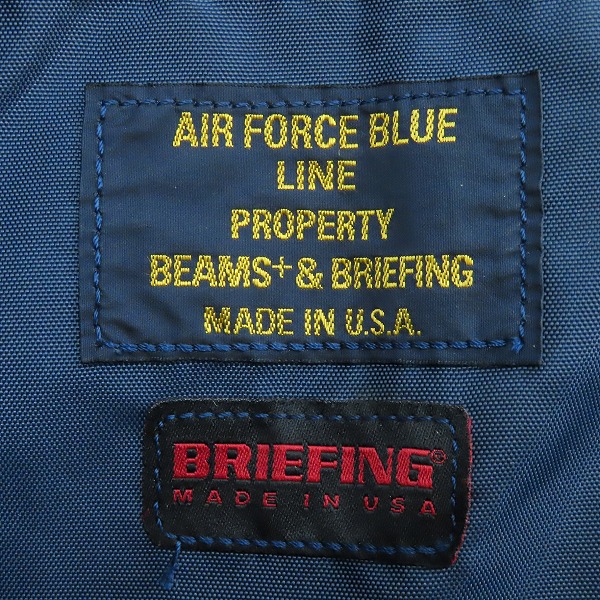 AIR FORCE BLUE
LINE
PROPERTY
BEAMS+ & BRIEFING
MADE IN U.S.A.
BRIEFING®
MADE IN USA